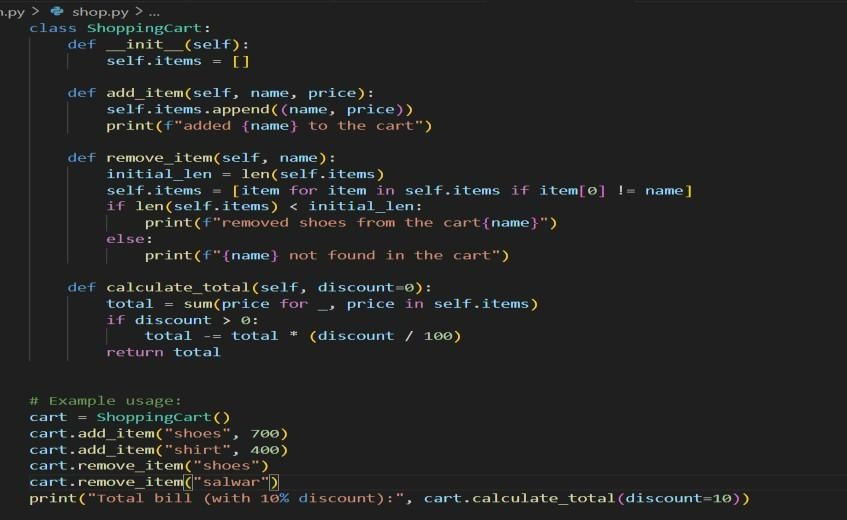 n.py > shop.py > ...
class ShoppingCart:
    def __init__(self):
        self.items = []
    def add_item(self, name, price):
        self.items.append((name, price))
        print(f"added {name} to the cart")
    def remove_item(self, name):
        initial_len = len(self.items)
        self.items = [item for item in self.items if item[0] != name]
        if len(self.items) < initial_len:
            print(f"removed shoes from the cart{name}")
        else:
            print(f"{name} not found in the cart")
    def calculate_total(self, discount=0):
        total = sum(price for _, price in self.items)
        if discount > 0:
            total -= total * (discount / 100)
        return total
# Example usage:
cart = ShoppingCart()
cart.add_item("shoes", 700)
cart.add_item("shirt", 400)
cart.remove_item("shoes")
cart.remove_item("salwar")
print("Total bill (with 10% discount):", cart.calculate_total(discount=10))